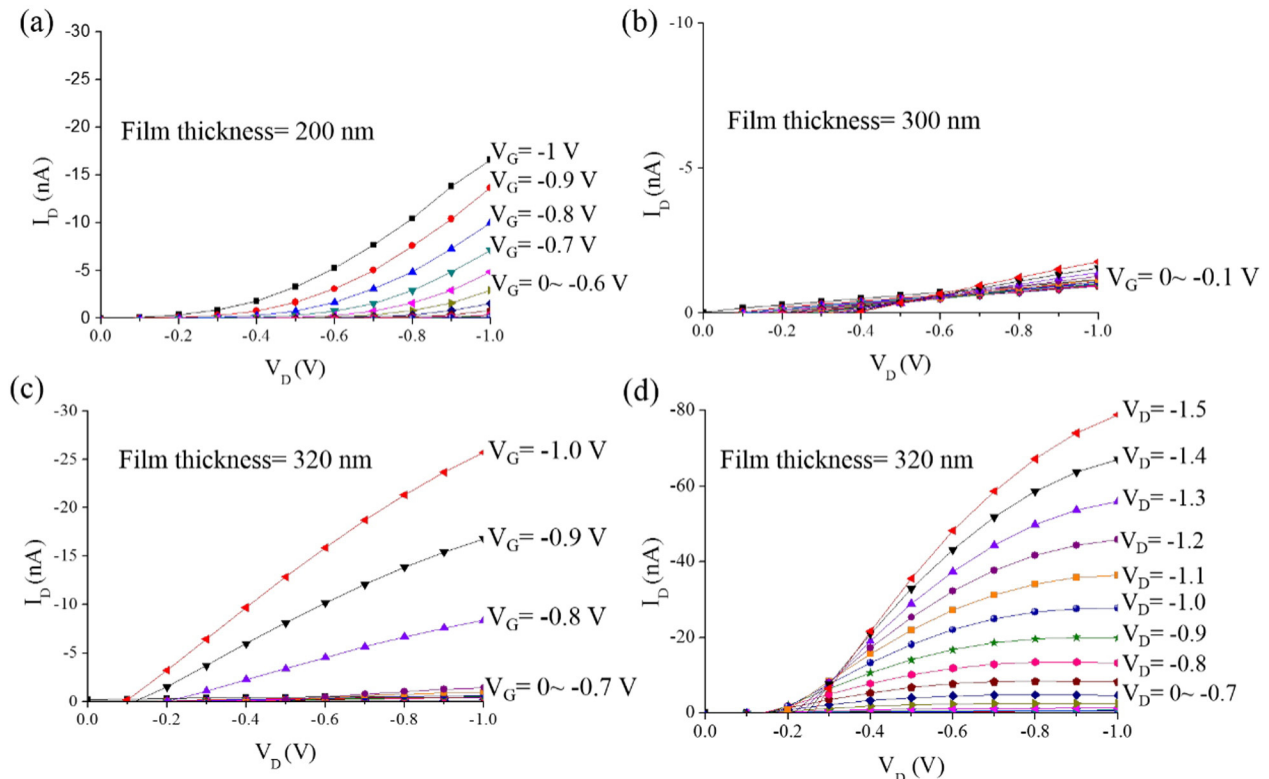 (a)
-30
-25
-20
-15
-10
-5
0
I_D (nA)
Film thickness= 200 nm
V_G= -1 V
V_G= -0.9 V
V_G= -0.8 V
V_G= -0.7 V
V_G= 0~ -0.6 V
0.0 -0.2 -0.4 -0.6 -0.8 -1.0
V_D (V)
(b)
-10
-5
0
I_D (nA)
Film thickness= 300 nm
V_G= 0~ -0.1 V
0.0 -0.2 -0.4 -0.6 -0.8 -1.0
V_D (V)
(c)
-30
-25
-20
-15
-10
-5
0
I_D (nA)
Film thickness= 320 nm
V_G= -1.0 V
V_G= -0.9 V
V_G= -0.8 V
V_G= 0~ -0.7 V
0.0 -0.2 -0.4 -0.6 -0.8 -1.0
V_D (V)
(d)
-80
-60
-40
-20
0
I_D (nA)
Film thickness= 320 nm
V_D= -1.5
V_D= -1.4
V_D= -1.3
V_D= -1.2
V_D= -1.1
V_D= -1.0
V_D= -0.9
V_D= -0.8
V_D= 0~ -0.7
0.0 -0.2 -0.4 -0.6 -0.8 -1.0
V_D (V)